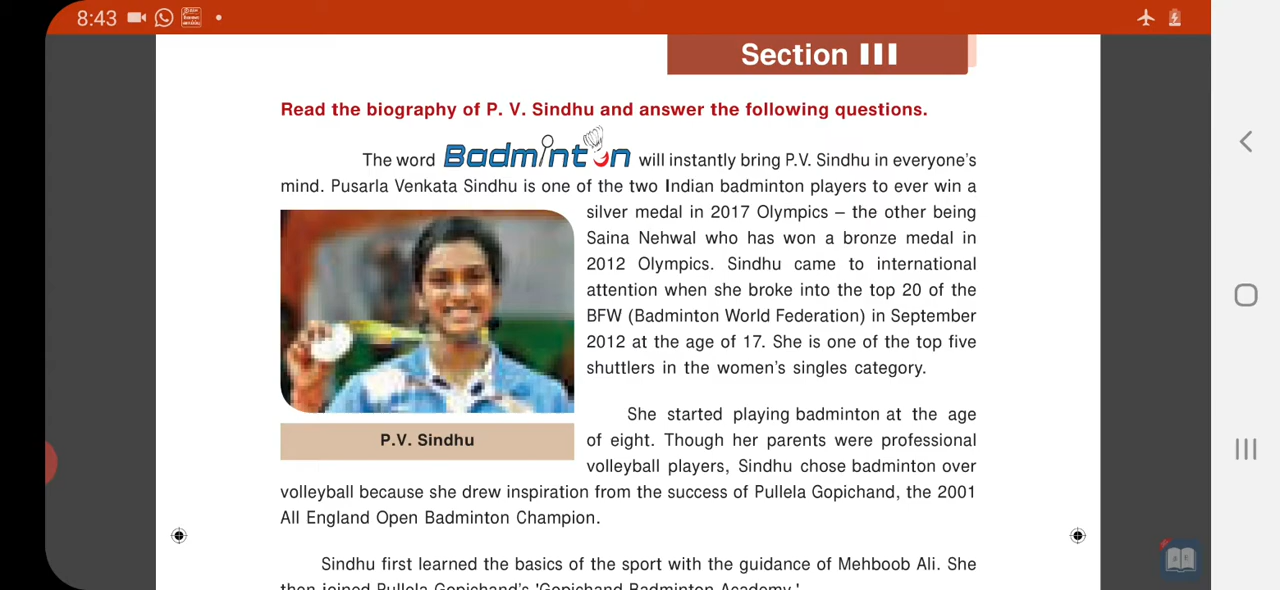 8:43
Section III
Read the biography of P. V. Sindhu and answer the following questions.
The word Badminton will instantly bring P.V. Sindhu in everyone's
mind. Pusarla Venkata Sindhu is one of the two Indian badminton players to ever win a
silver medal in 2017 Olympics – the other being
Saina Nehwal who has won a bronze medal in
2012 Olympics. Sindhu came to international
attention when she broke into the top 20 of the
BFW (Badminton World Federation) in September
2012 at the age of 17. She is one of the top five
shuttlers in the women's singles category.
P.V. Sindhu
She started playing badminton at the age
of eight. Though her parents were professional
volleyball players, Sindhu chose badminton over
volleyball because she drew inspiration from the success of Pullela Gopichand, the 2001
All England Open Badminton Champion.
Sindhu first learned the basics of the sport with the guidance of Mehboob Ali. She
then joined Pullela Gopichand's 'Gopichand Badminton Academy.'